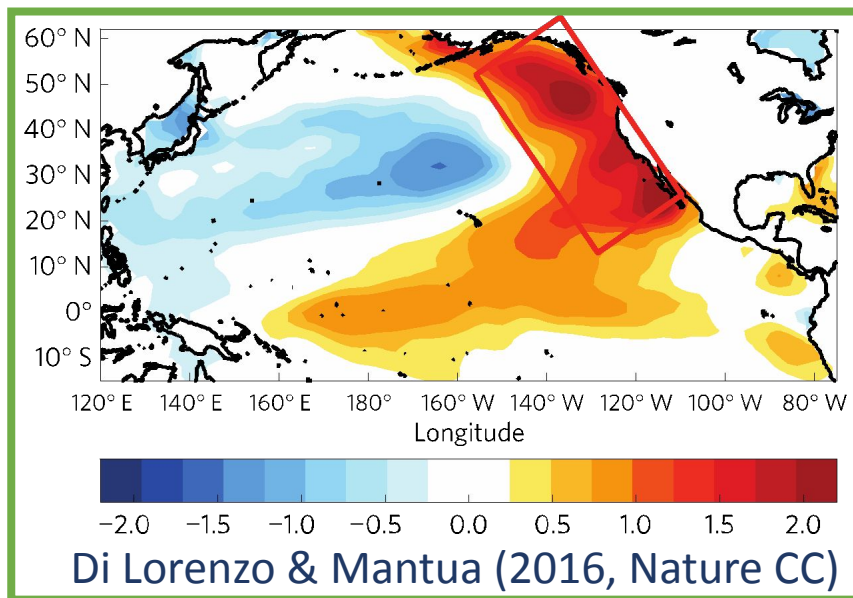 60° N
50° N
40° N
30° N
20° N
10° N
0°
10° S
120° E 140° E 160° E 180° 160° W 140° W 120° W 100° W 80° W
Longitude
−2.0 −1.5 −1.0 −0.5 0.0 0.5 1.0 1.5 2.0
Di Lorenzo & Mantua (2016, Nature CC)